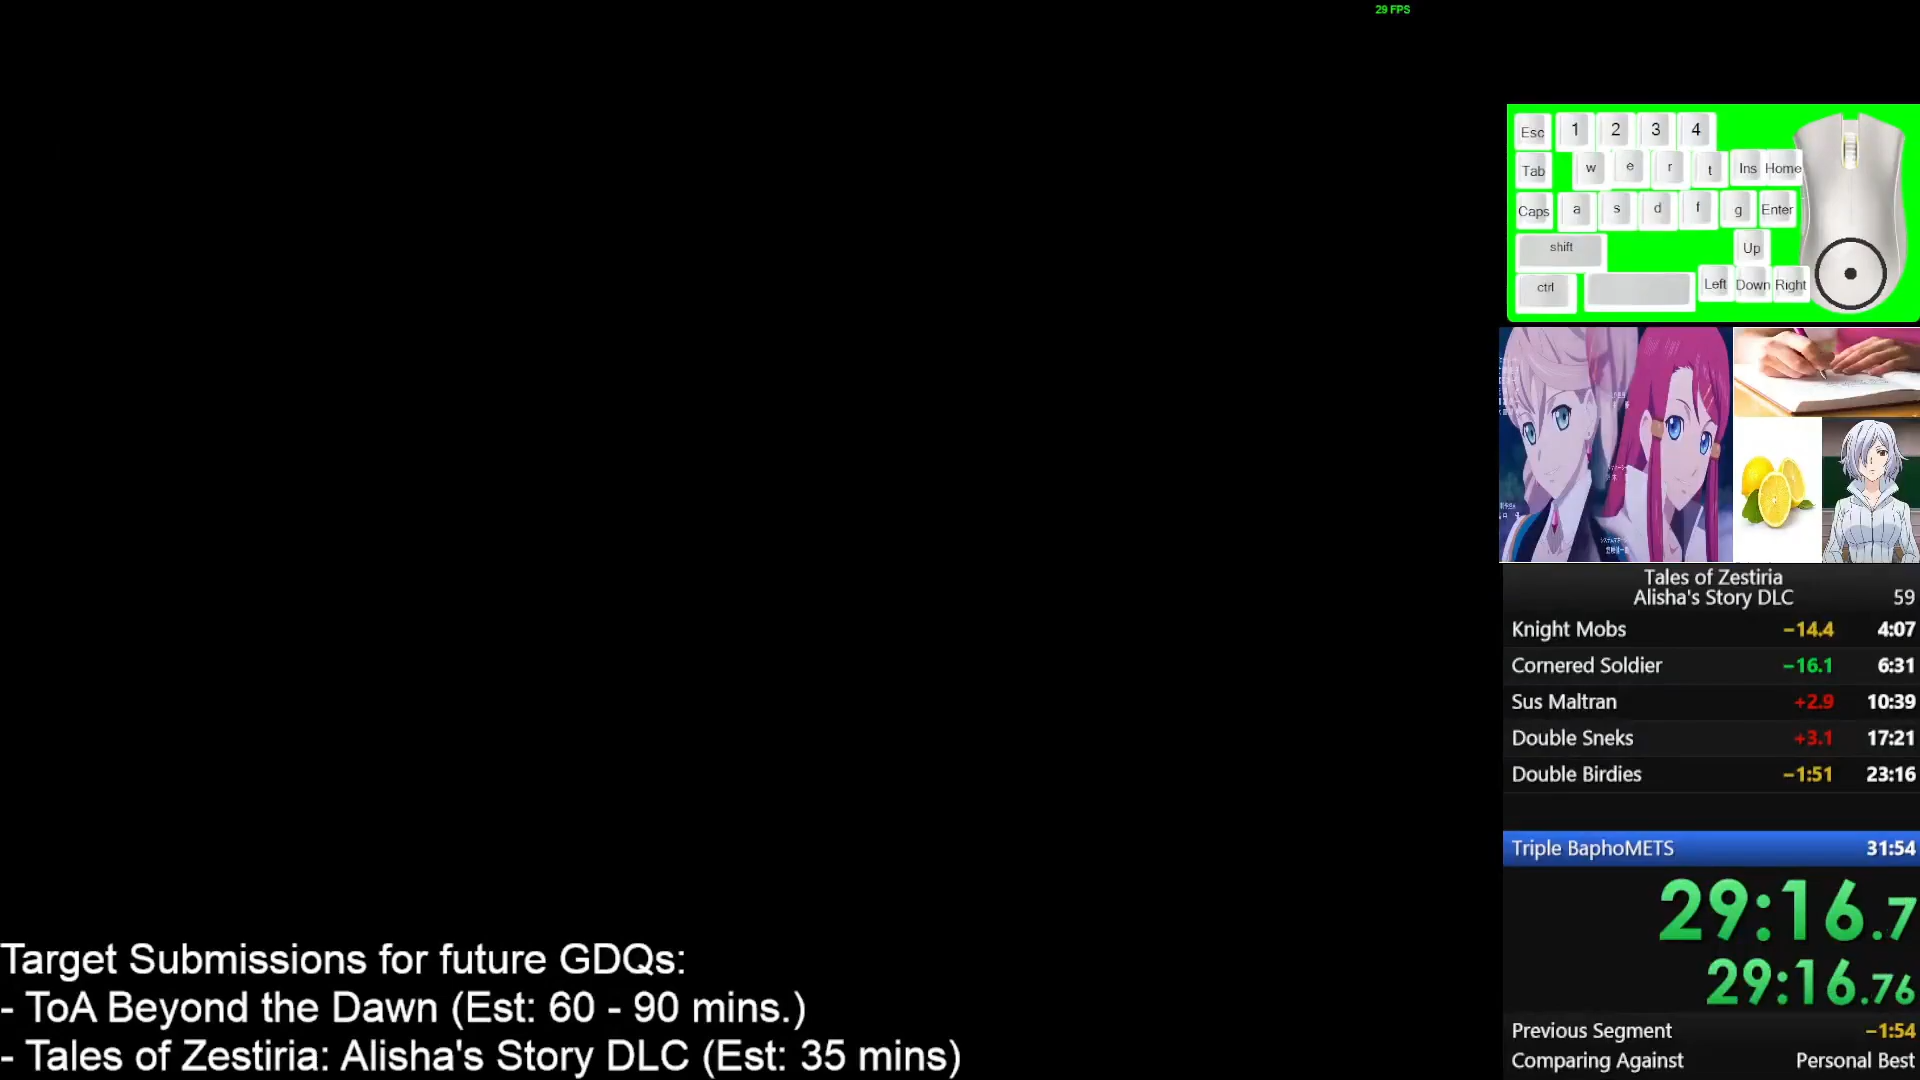 29 FPS
Esc 1 2 3 4
Tab w e r t Ins Home
Caps a s d f g Enter
shift Up
ctrl Left Down Right
Tales of Zestiria
Alisha's Story DLC 59
Knight Mobs −14.4 4:07
Cornered Soldier −16.1 6:31
Sus Maltran +2.9 10:39
Double Sneks +3.1 17:21
Double Birdies −1:51 23:16
Triple BaphoMETS 31:54
29:16.7
29:16.76
Previous Segment −1:54
Comparing Against Personal Best
Target Submissions for future GDQs:
- ToA Beyond the Dawn (Est: 60 - 90 mins.)
- Tales of Zestiria: Alisha's Story DLC (Est: 35 mins)